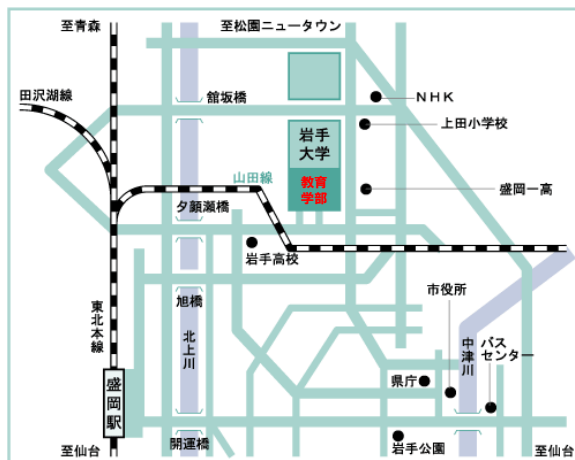 至青森
至松園ニュータウン
田沢湖線
舘坂橋
NHK
上田小学校
岩手
大学
教育
学部
山田線
盛岡一高
夕顔瀬橋
岩手高校
市役所
旭橋
東北本線
北上川
中津川
バス
センター
県庁
盛岡駅
開運橋
岩手公園
至仙台
至仙台